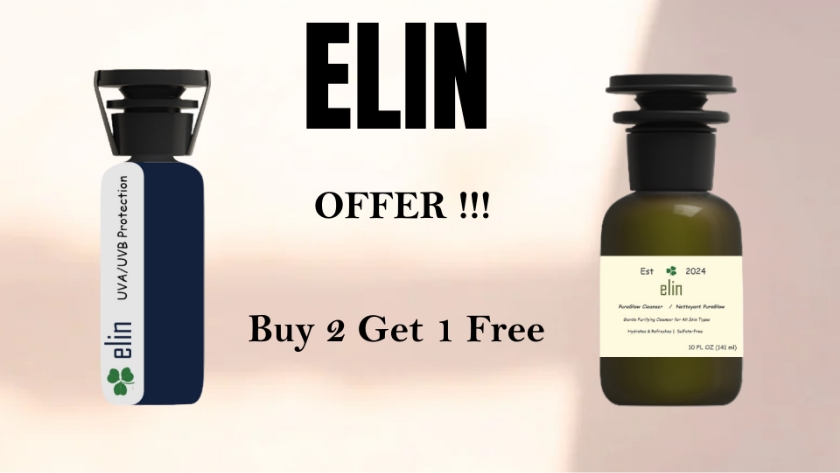 ELIN
OFFER !!!
Buy 2 Get 1 Free
elin UVA/UVB Protection
Est 2024
elin
PureGlow Cleanser / Nettoyant PureGlow
Gentle Purifying Cleanser for All Skin Types
Hydrates & Refreshes | Sulfate-Free
10 FL. OZ (141 ml)